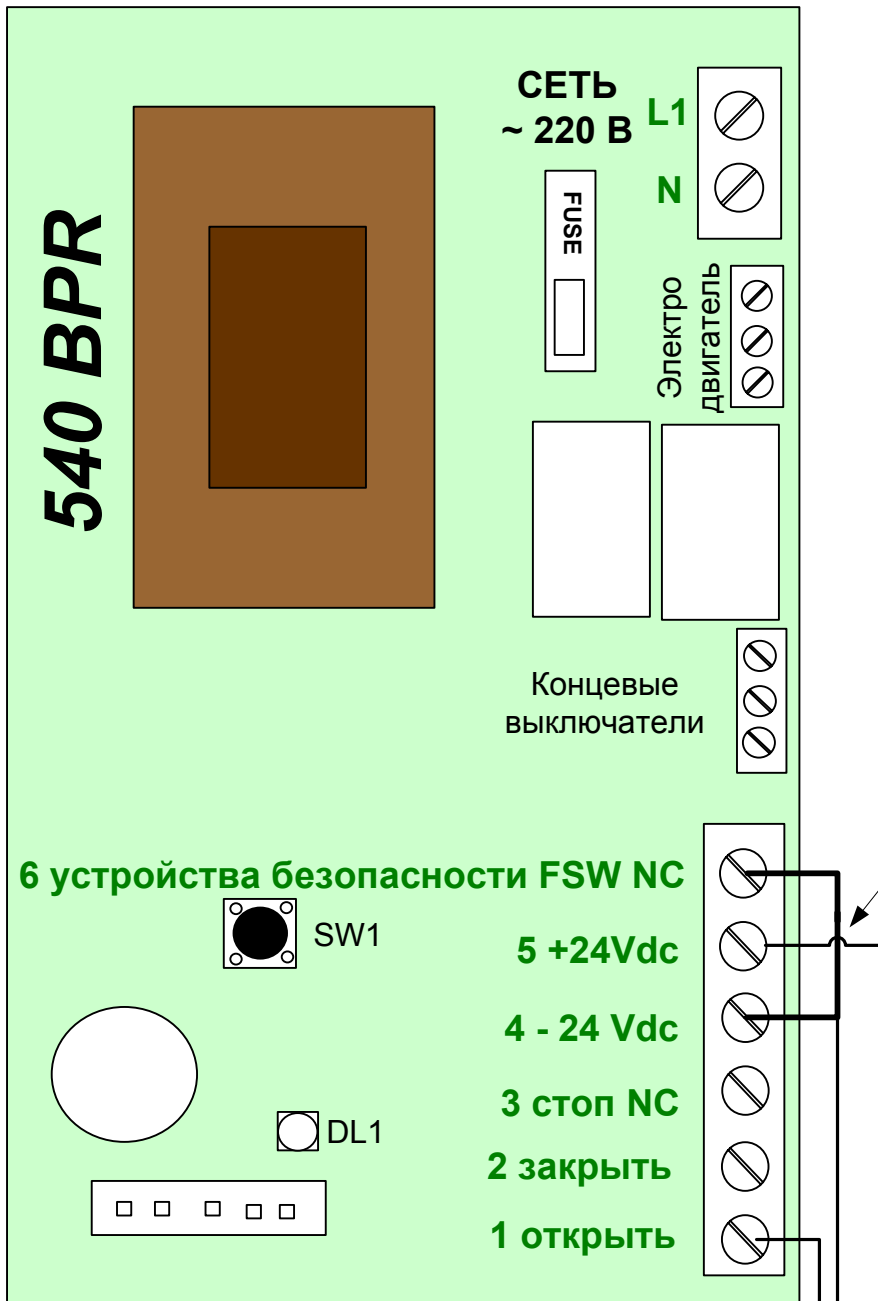 СЕТЬ
~ 220 В
L1
N
FUSE
540 BPR
Электро
двигатель
Концевые
выключатели
6 устройства безопасности FSW NC
SW1
5 +24Vdc
4 - 24 Vdc
3 стоп NC
DL1
2 закрыть
1 открыть